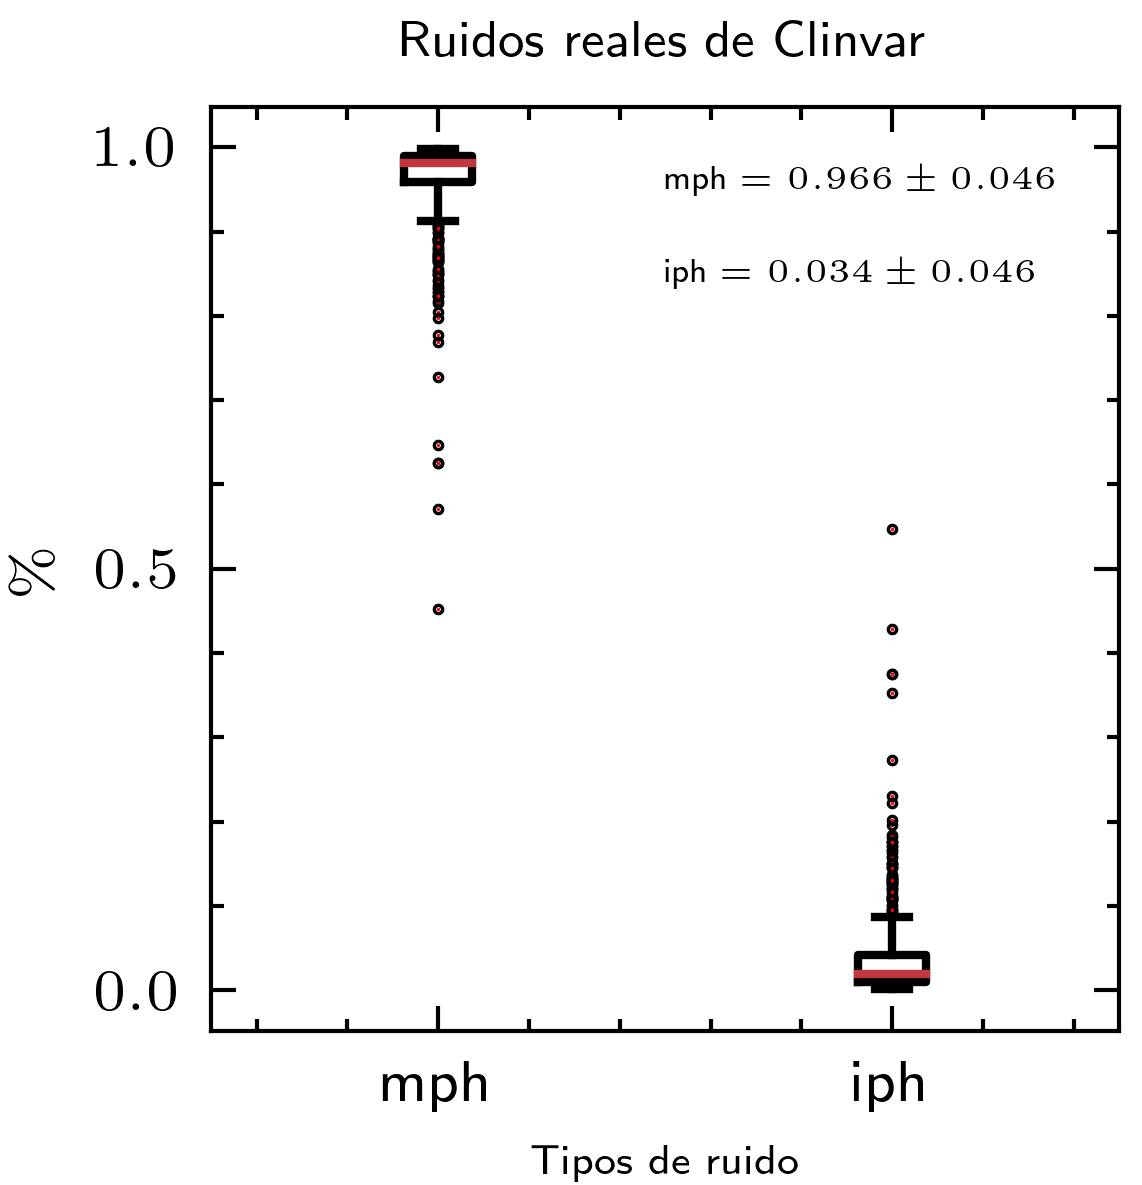 Ruidos reales de Clinvar
1.0
mph = 0.966 ± 0.046
iph = 0.034 ± 0.046
% 0.5
0.0
mph iph
Tipos de ruido